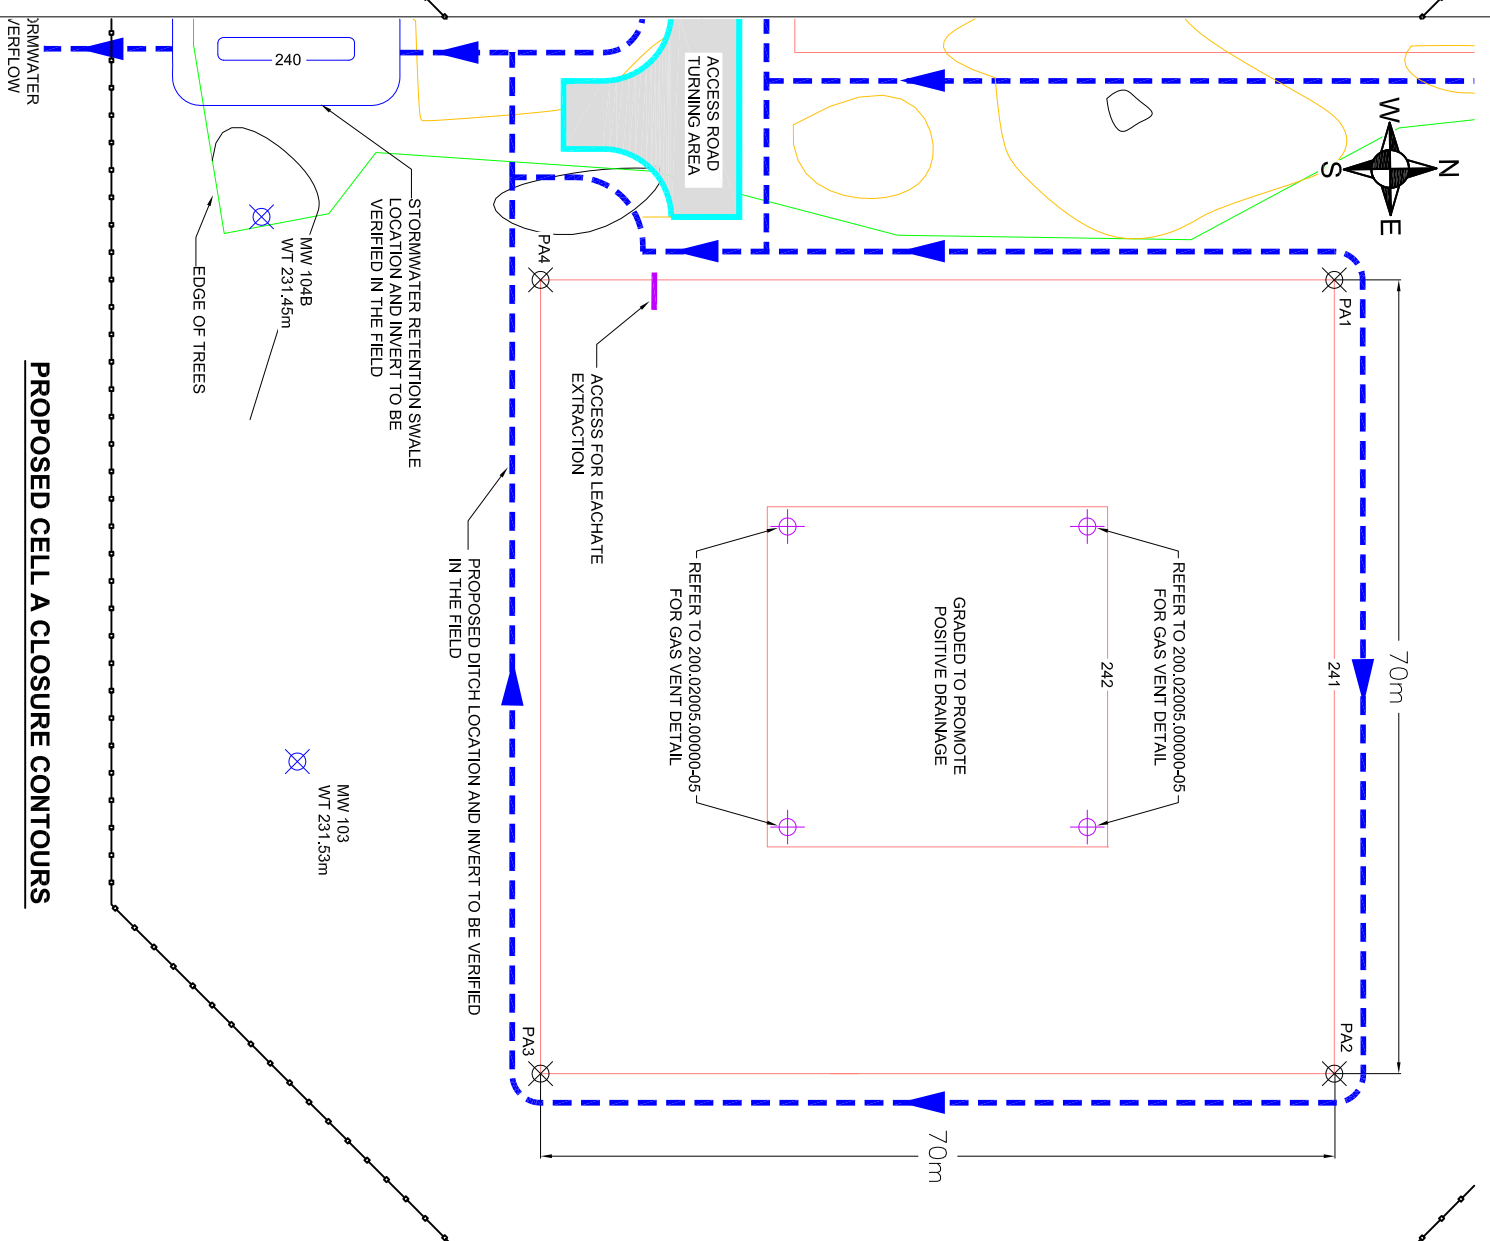 N
W
E
S
PA1
PA2
70m
241
242
REFER TO 200.02005.00000-05
FOR GAS VENT DETAIL
GRADED TO PROMOTE
POSITIVE DRAINAGE
70m
ACCESS ROAD
TURNING AREA
REFER TO 200.02005.00000-05
FOR GAS VENT DETAIL
ACCESS FOR LEACHATE
EXTRACTION
PA4
PA3
PROPOSED DITCH LOCATION AND INVERT TO BE VERIFIED
IN THE FIELD
STORMWATER RETENTION SWALE
LOCATION AND INVERT TO BE
VERIFIED IN THE FIELD
MW 103
WT 231.53m
MW 104B
WT 231.45m
240
EDGE OF TREES
PROPOSED CELL A CLOSURE CONTOURS
ORMWATER
VERFLOW